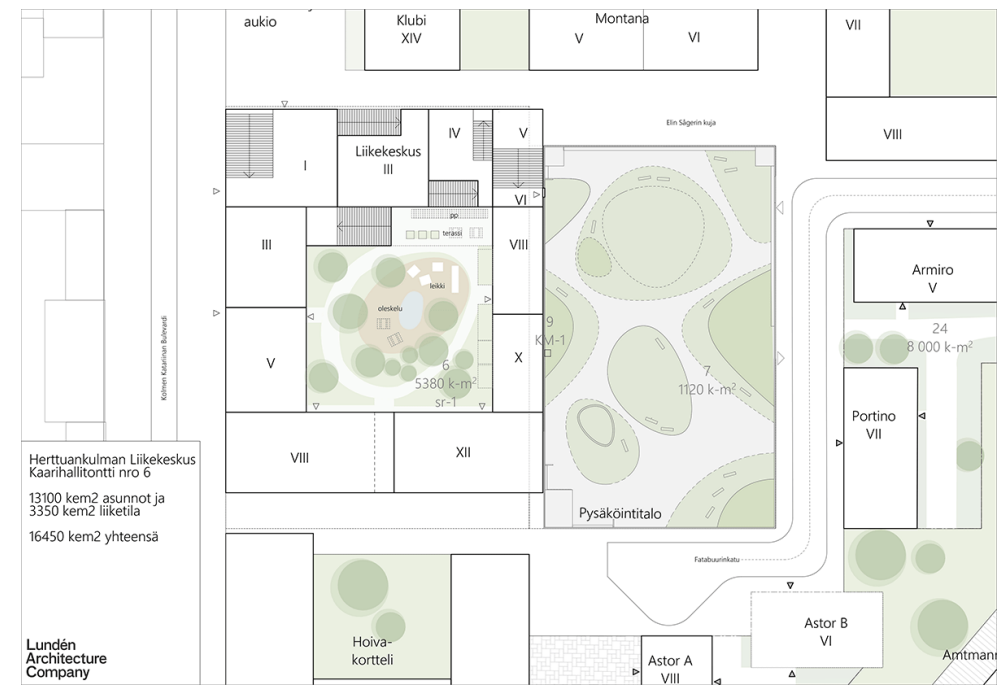 aukio
Klubi
XIV
Montana
V
VI
VII
VIII
Elin Sågerin kuja
I
Liikekeskus
III
IV
V
VI
pp
terassi
III
VIII
leikki
oleskelu
V
X
6
5380 k-m²
sr-1
9
KM-1
7
1120 k-m²
VIII
XII
Pysäköintitalo
Kolmen Katariinan Bulevardi
Armiro
V
24
8 000 k-m²
Portino
VII
Herttuankulman Liikekeskus
Kaarihallitontti nro 6
13100 kem2 asunnot ja
3350 kem2 liiketila
16450 kem2 yhteensä
Fatabuurinkatu
Hoiva-
kortteli
Astor B
VI
Astor A
VIII
Amtmann
Lundén
Architecture
Company